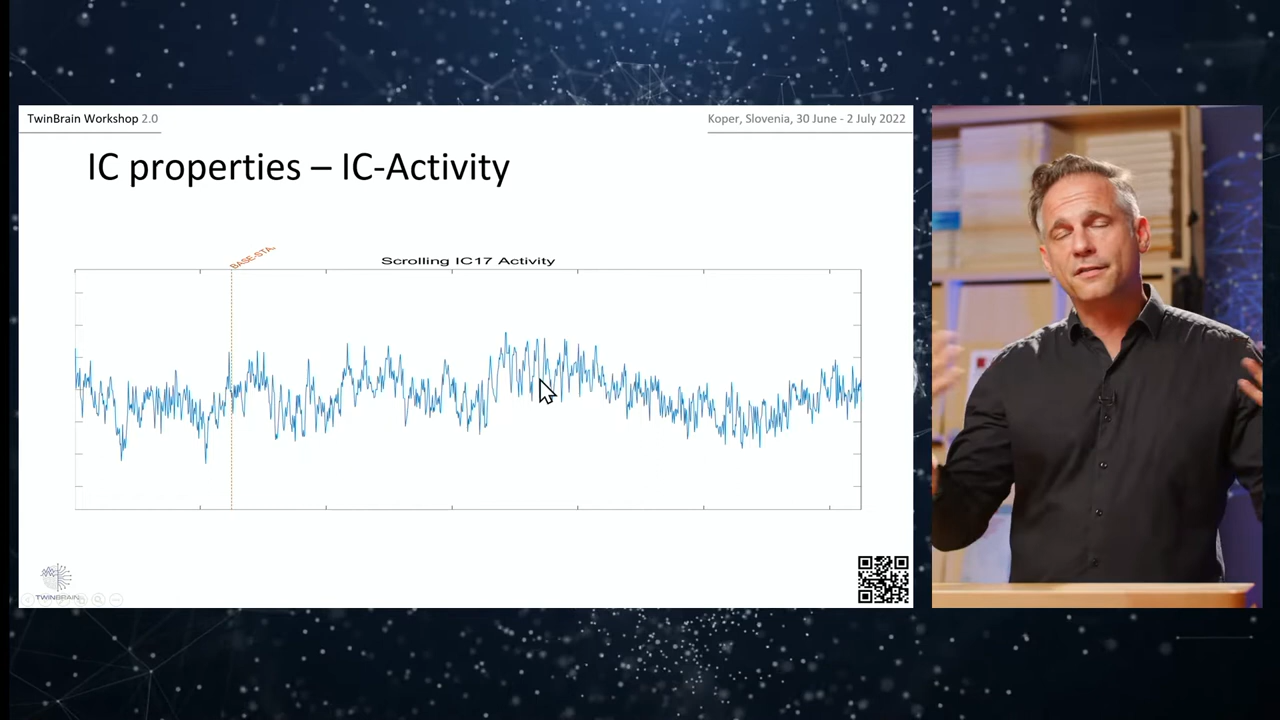 TwinBrain Workshop 2.0
Koper, Slovenia, 30 June - 2 July 2022
IC properties – IC-Activity
BASE-STA
Scrolling IC17 Activity
TWINBRAIN